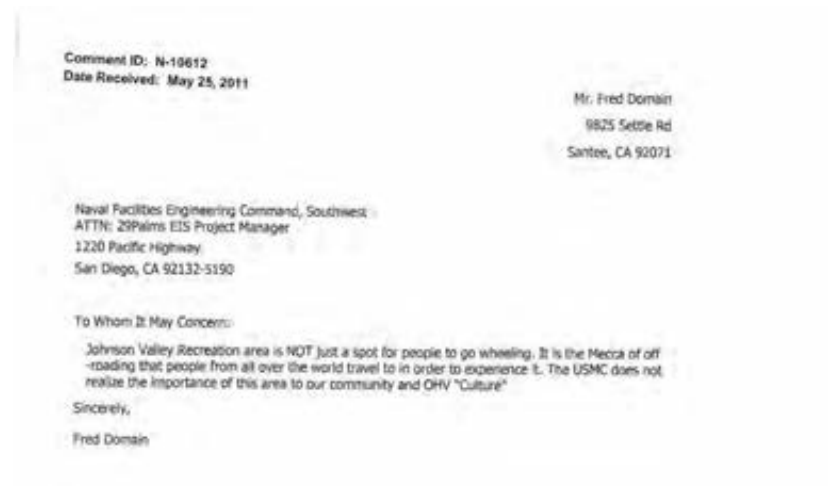 Comment ID: N-10612
Date Received: May 25, 2011
Mr. Fred Domain
9825 Settle Rd
Santee, CA 92071
Naval Facilities Engineering Command, Southwest
ATTN: 29Palms EIS Project Manager
1220 Pacific Highway
San Diego, CA 92132-5190
To Whom It May Concern:
Johnson Valley Recreation area is NOT just a spot for people to go wheeling. It is the Mecca of off
-roading that people from all over the world travel to in order to experience it. The USMC does not
realize the importance of this area to our community and OHV "Culture"
Sincerely,
Fred Domain